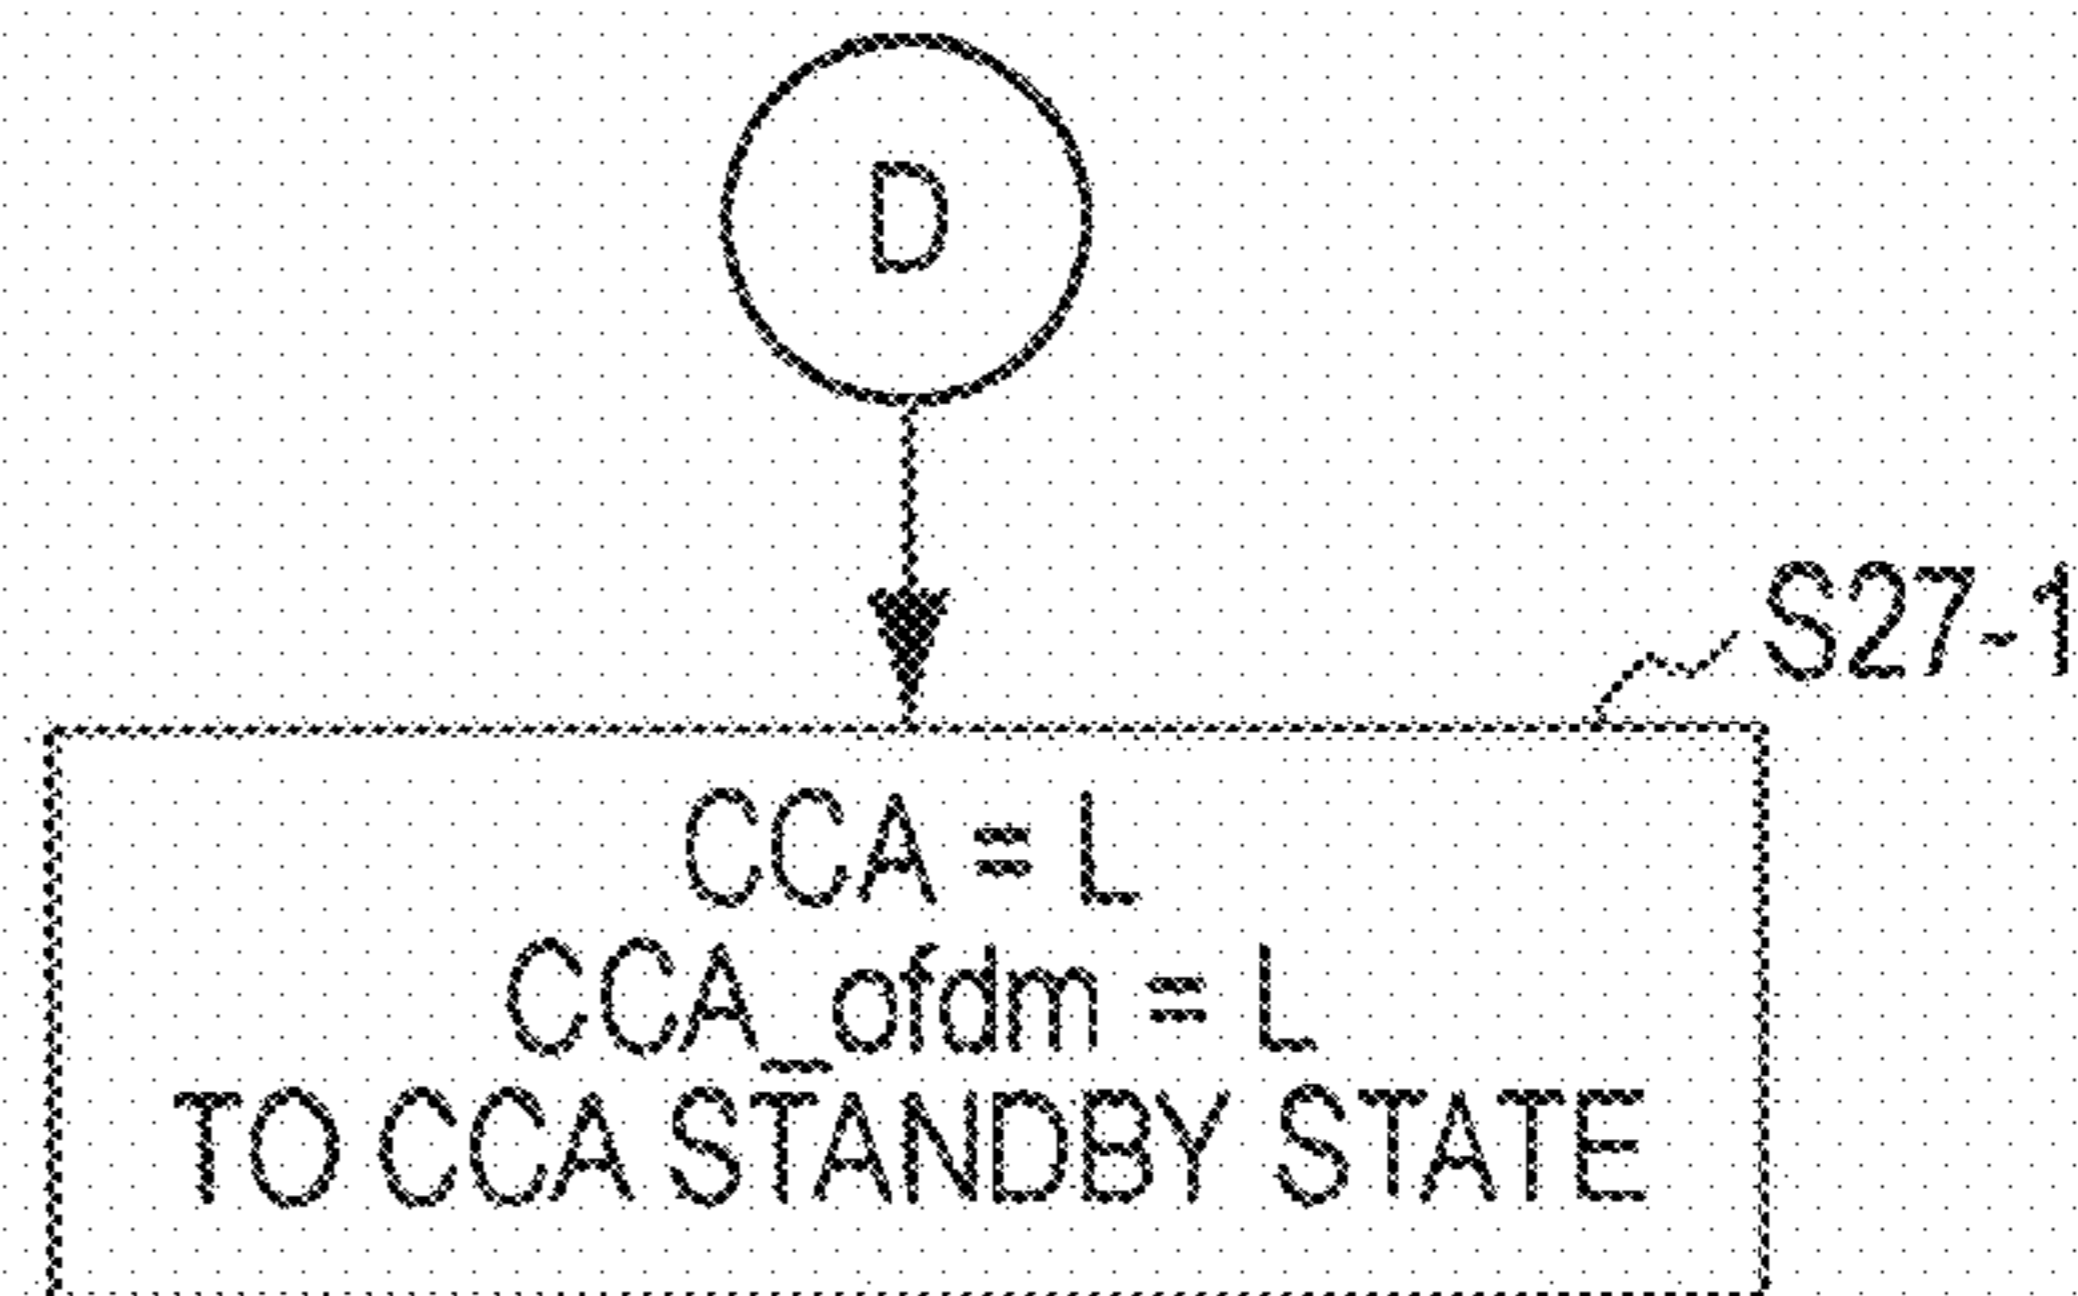 D
S27-1
CCA = L
CCA_ofdm = L
TO CCA STANDBY STATE